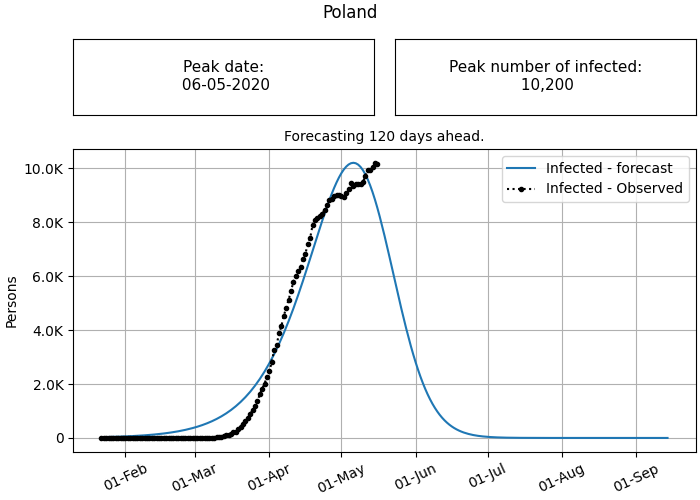 Poland
Peak date:
06-05-2020
Peak number of infected:
10,200
Forecasting 120 days ahead.
Infected - forecast
Infected - Observed
Persons
10.0K
8.0K
6.0K
4.0K
2.0K
0
01-Feb
01-Mar
01-Apr
01-May
01-Jun
01-Jul
01-Aug
01-Sep